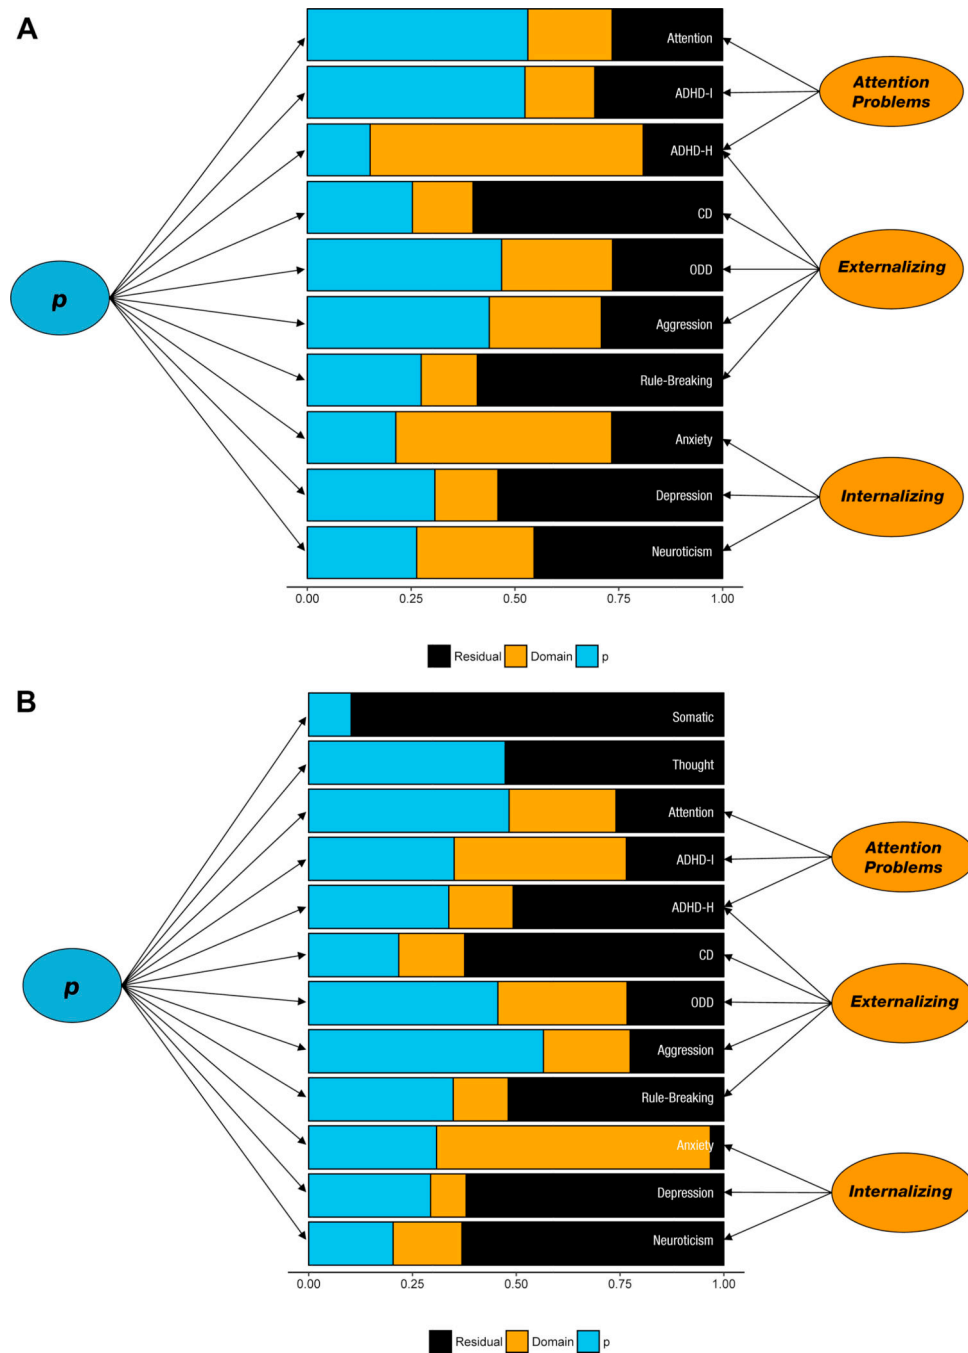 A
Attention
ADHD-I
ADHD-H
CD
ODD
Aggression
Rule-Breaking
Anxiety
Depression
Neuroticism
p
Attention
Problems
Externalizing
Internalizing
0.00 0.25 0.50 0.75 1.00
Residual Domain p
B
Somatic
Thought
Attention
ADHD-I
ADHD-H
CD
ODD
Aggression
Rule-Breaking
Anxiety
Depression
Neuroticism
p
Attention
Problems
Externalizing
Internalizing
0.00 0.25 0.50 0.75 1.00
Residual Domain p